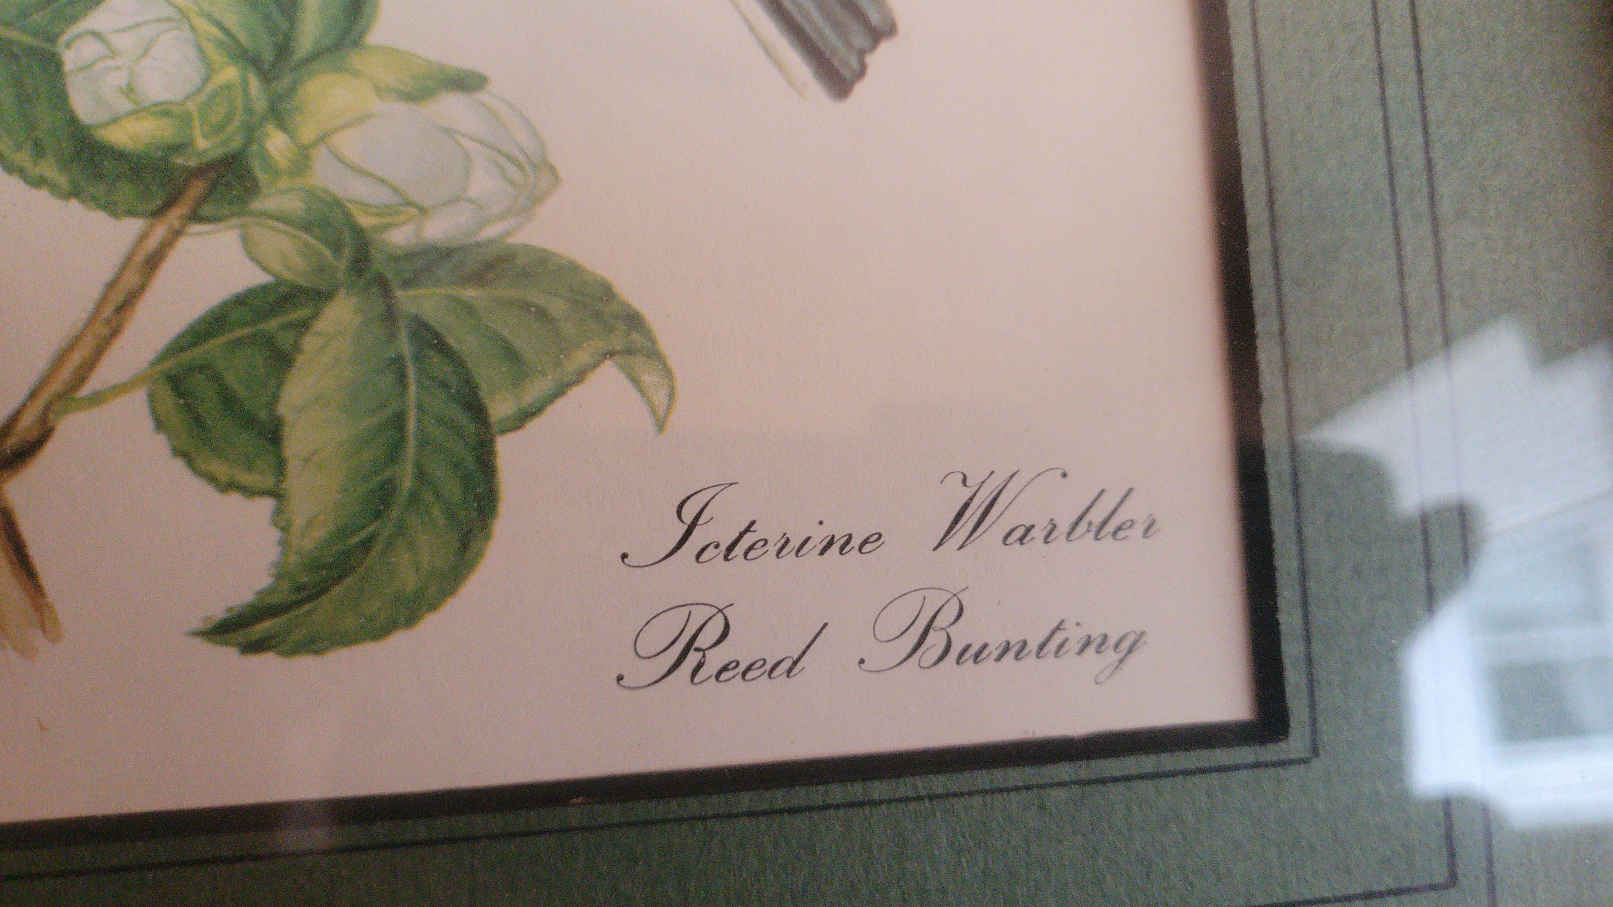 Icterine Warbler
Reed Bunting